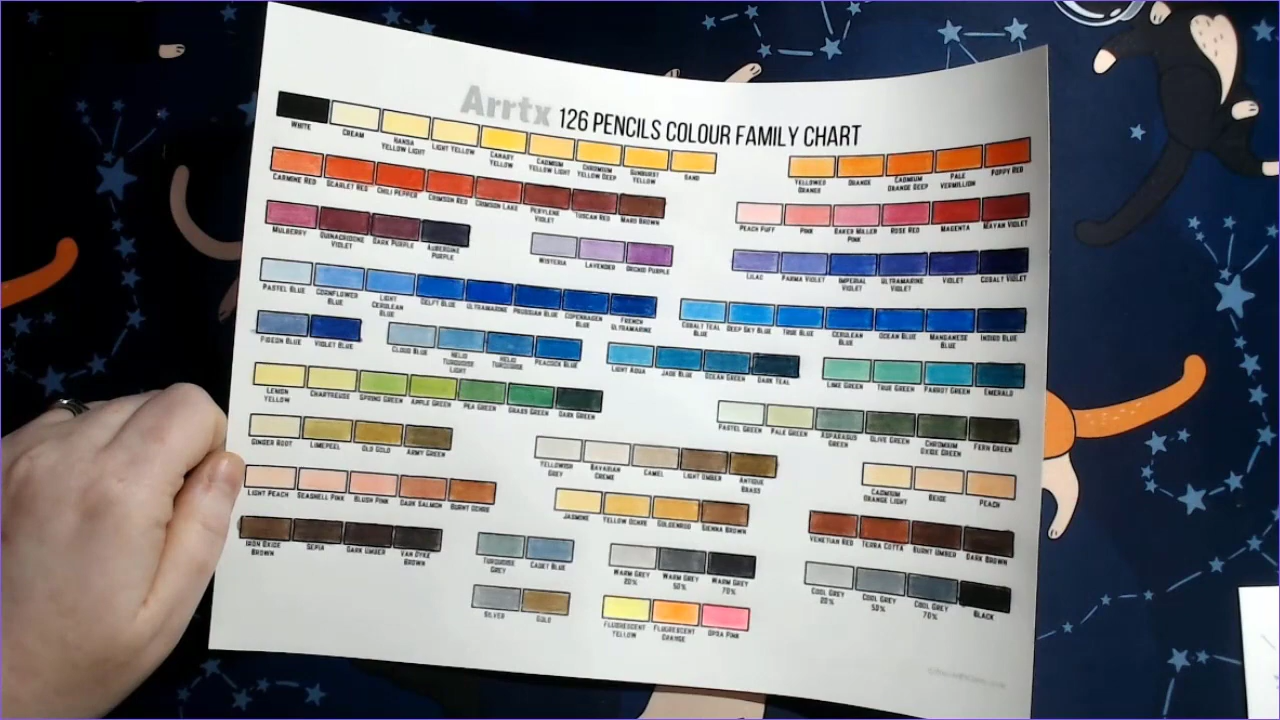 Arrtx 126 PENCILS COLOUR FAMILY CHART
WHITE CREAM HANSA YELLOW LIGHT LIGHT YELLOW CANARY YELLOW CADMIUM YELLOW LIGHT CHROMIUM YELLOW DEEP SUNBURST YELLOW SAND YELLOWED ORANGE ORANGE CADMIUM ORANGE DEEP PALE VERMILLION POPPY RED
CARMINE RED SCARLET RED CHILI PEPPER CRIMSON RED CRIMSON LAKE PERYLENE VIOLET TUSCAN RED MARS BROWN PEACH PUFF PINK BAKER MILLER PINK ROSE RED MAGENTA MAYAN VIOLET
MULBERRY QUINACRIDONE VIOLET DARK PURPLE AUBERGINE PURPLE WISTERIA LAVENDER ORCHID PURPLE LILAC PARMA VIOLET IMPERIAL VIOLET ULTRAMARINE VIOLET VIOLET COBALT VIOLET
PASTEL BLUE CORNFLOWER BLUE LIGHT CERULEAN BLUE DELFT BLUE ULTRAMARINE PRUSSIAN BLUE COPENHAGEN BLUE FRENCH ULTRAMARINE COBALT TEAL BLUE DEEP SKY BLUE TRUE BLUE CERULEAN BLUE OCEAN BLUE MANGANESE BLUE INDIGO BLUE
PIGEON BLUE VIOLET BLUE CLOUD BLUE HELIO TURQUOISE LIGHT HELIO TURQUOISE PEACOCK BLUE LIGHT AQUA JADE BLUE OCEAN GREEN DARK TEAL LIME GREEN TRUE GREEN PARROT GREEN EMERALD
LEMON YELLOW CHARTREUSE SPRING GREEN APPLE GREEN PEA GREEN GRASS GREEN DARK GREEN PASTEL GREEN PALE GREEN ASPARAGUS GREEN OLIVE GREEN CHROMIUM OXIDE GREEN FERN GREEN
GINGER ROOT LIMEPEEL OLD GOLD ARMY GREEN YELLOWISH GREY BAVARIAN CREME CAMEL LIGHT UMBER ANTIQUE BRASS CADMIUM ORANGE LIGHT BEIGE PEACH
LIGHT PEACH SEASHELL PINK BLUSH PINK DARK SALMON BURNT OCHRE JASMINE YELLOW OCHRE GOLDENROD SIENNA BROWN VENETIAN RED TERRA COTTA BURNT UMBER DARK BROWN
IRON OXIDE BROWN SEPIA DARK UMBER VAN DYKE BROWN TURQUOISE GREY CADET BLUE WARM GREY 20% WARM GREY 50% WARM GREY 70% COOL GREY 20% COOL GREY 50% COOL GREY 70% BLACK
SILVER GOLD FLUORESCENT YELLOW FLUORESCENT ORANGE OPRA PINK